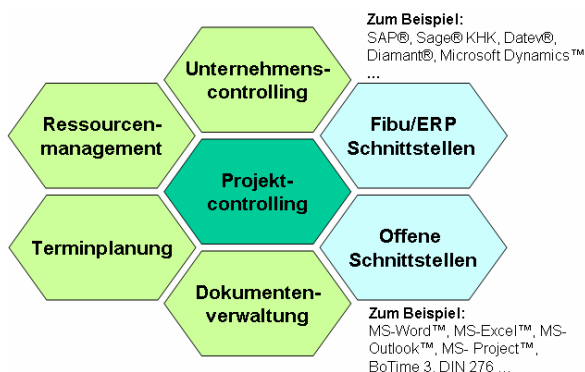 Zum Beispiel:
SAP®, Sage® KHK, Datev®,
Diamant®, Microsoft Dynamics™
...
Unternehmens-
controlling
Ressourcen-
management
Fibu/ERP
Schnittstellen
Projekt-
controlling
Terminplanung
Offene
Schnittstellen
Dokumenten-
verwaltung
Zum Beispiel:
MS-Word™, MS-Excel™, MS-
Outlook™, MS- Project™,
BoTime 3, DIN 276 ...